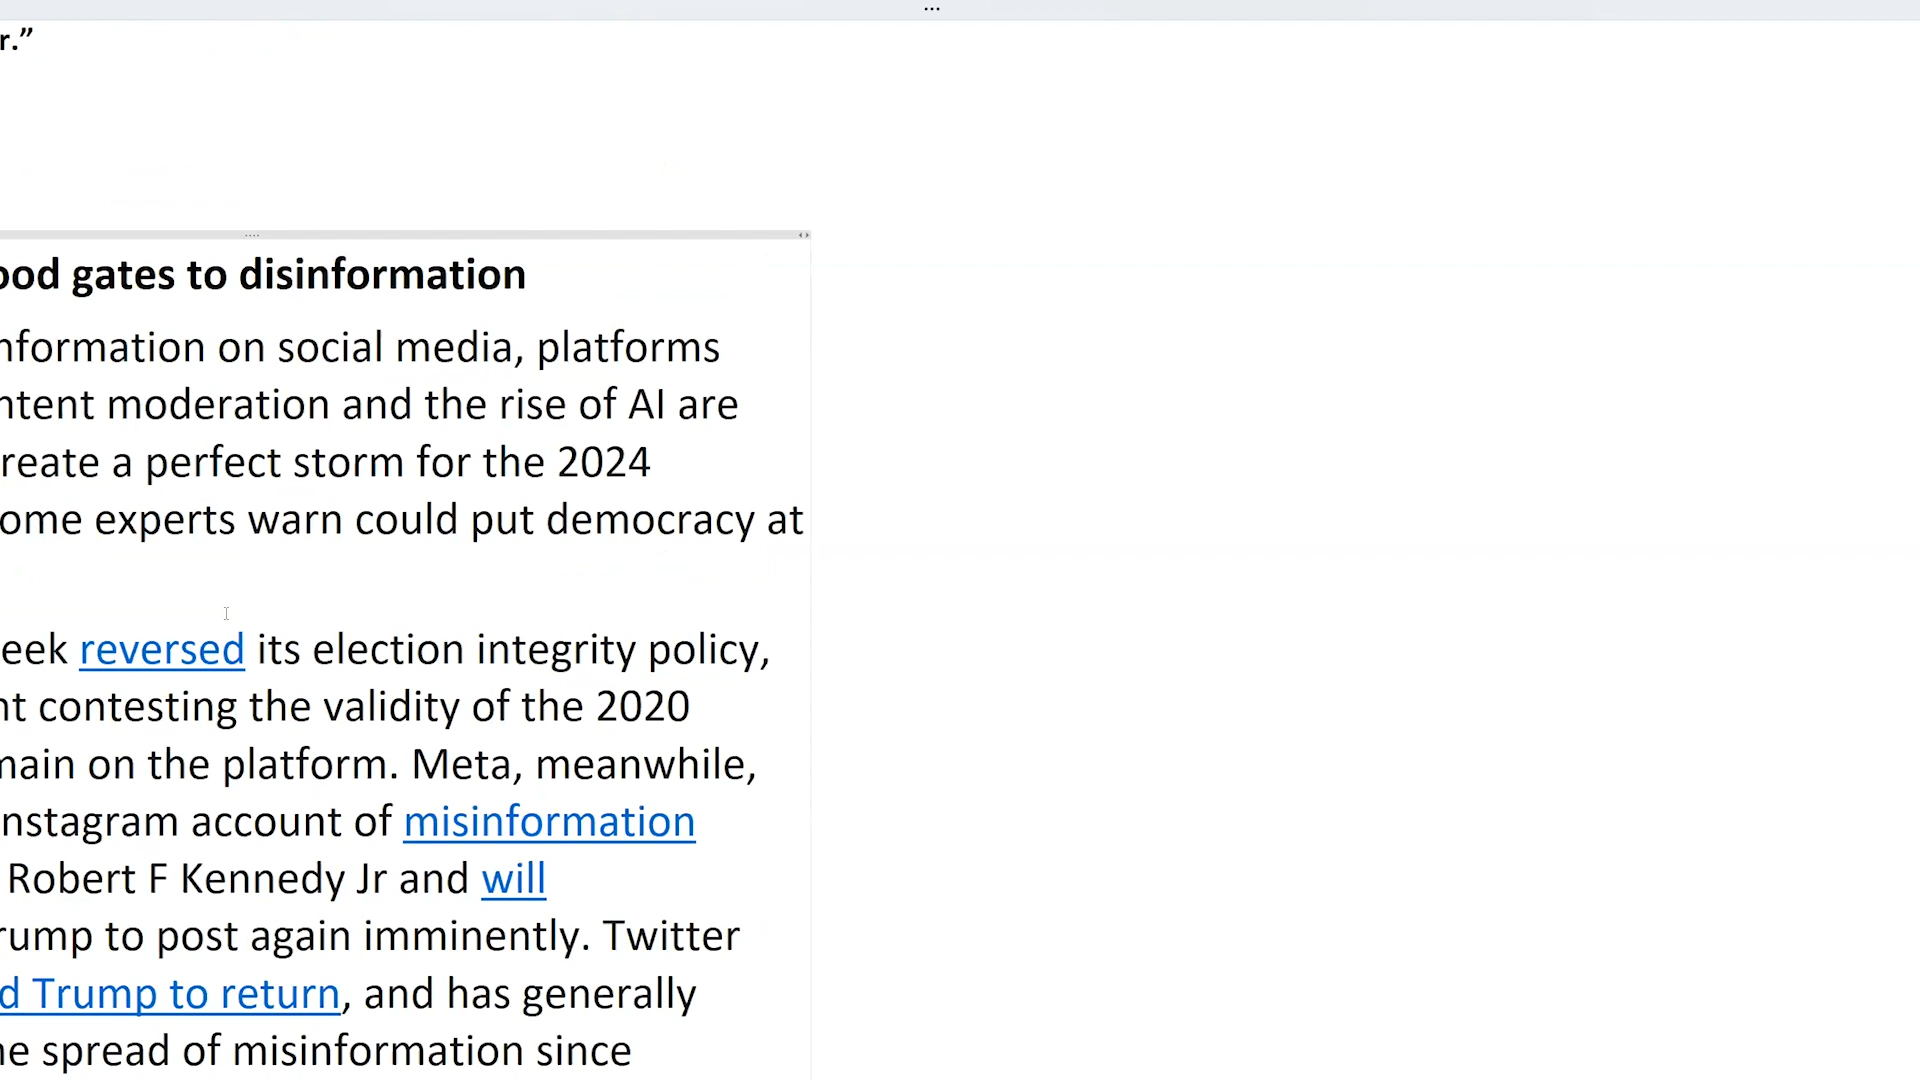 r.”
ood gates to disinformation
nformation on social media, platforms
ntent moderation and the rise of AI are
reate a perfect storm for the 2024
ome experts warn could put democracy at
eek reversed its election integrity policy,
nt contesting the validity of the 2020
main on the platform. Meta, meanwhile,
nstagram account of misinformation
Robert F Kennedy Jr and will
rump to post again imminently. Twitter
d Trump to return, and has generally
he spread of misinformation since